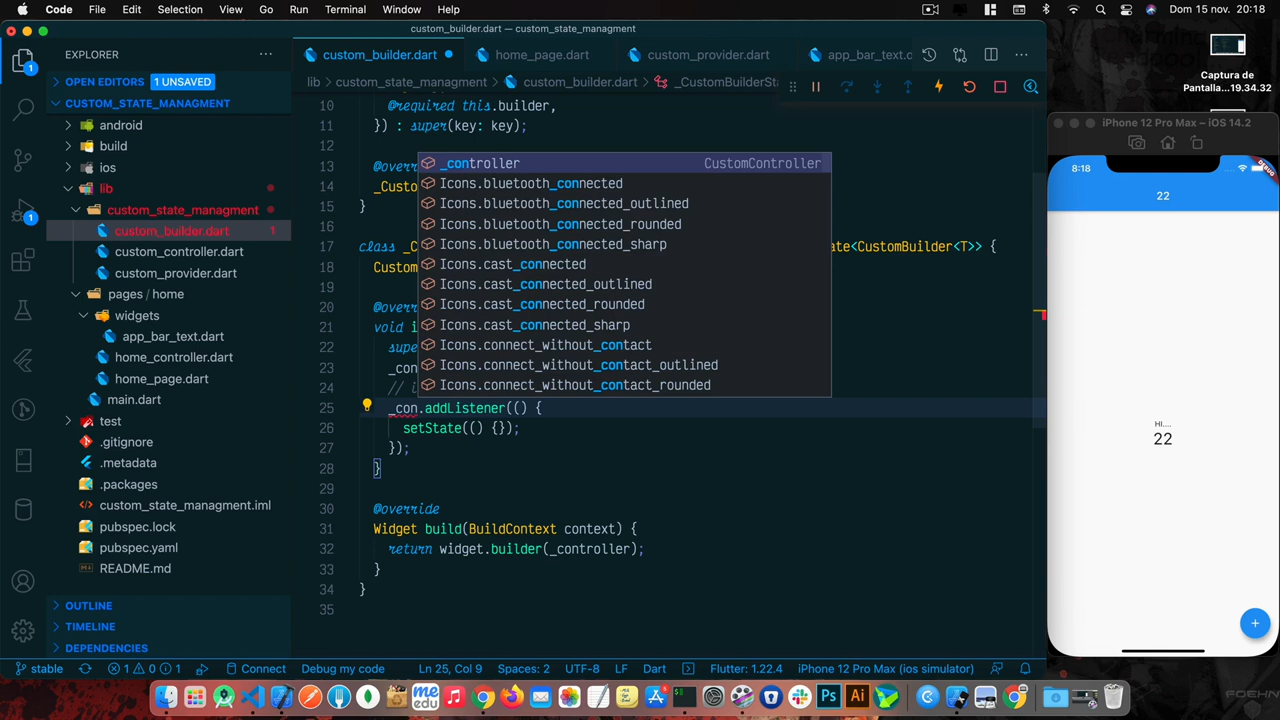 Code File Edit Selection View Go Run Terminal Window Help Dom 15 nov. 20:18
custom_builder.dart — custom_state_managment
EXPLORER
custom_builder.dart home_page.dart custom_provider.dart app_bar_text.d
OPEN EDITORS 1 UNSAVED
lib custom_state_managment custom_builder.dart _CustomBuilderSta
CUSTOM_STATE_MANAGMENT
android
build
ios
lib
custom_state_managment
custom_builder.dart 1
custom_controller.dart
custom_provider.dart
pages / home
widgets
app_bar_text.dart
home_controller.dart
home_page.dart
main.dart
test
.gitignore
.metadata
.packages
custom_state_managment.iml
pubspec.lock
pubspec.yaml
README.md
OUTLINE
TIMELINE
DEPENDENCIES
10 @required this.builder,
11 }) : super(key: key);
12
13 @overr
14 _Custo
15 }
16
17 class _C ate<CustomBuilder<T>> {
18 Custom
19
20 @overr
21 void i
22 supe
23 _con
24 // i
25 _con.addListener(() {
26 setState(() {});
27 });
28 }
29
30 @override
31 Widget build(BuildContext context) {
32 return widget.builder(_controller);
33 }
34 }
35
_controller CustomController
Icons.bluetooth_connected
Icons.bluetooth_connected_outlined
Icons.bluetooth_connected_rounded
Icons.bluetooth_connected_sharp
Icons.cast_connected
Icons.cast_connected_outlined
Icons.cast_connected_rounded
Icons.cast_connected_sharp
Icons.connect_without_contact
Icons.connect_without_contact_outlined
Icons.connect_without_contact_rounded
Captura de
Pantalla...19.34.32
iPhone 12 Pro Max – iOS 14.2
8:18
22
HI....
22
+
stable 1 0 1 Connect Debug my code Ln 25, Col 9 Spaces: 2 UTF-8 LF Dart Flutter: 1.22.4 iPhone 12 Pro Max (ios simulator)
me
edu
Ps
Ai
FOEHN